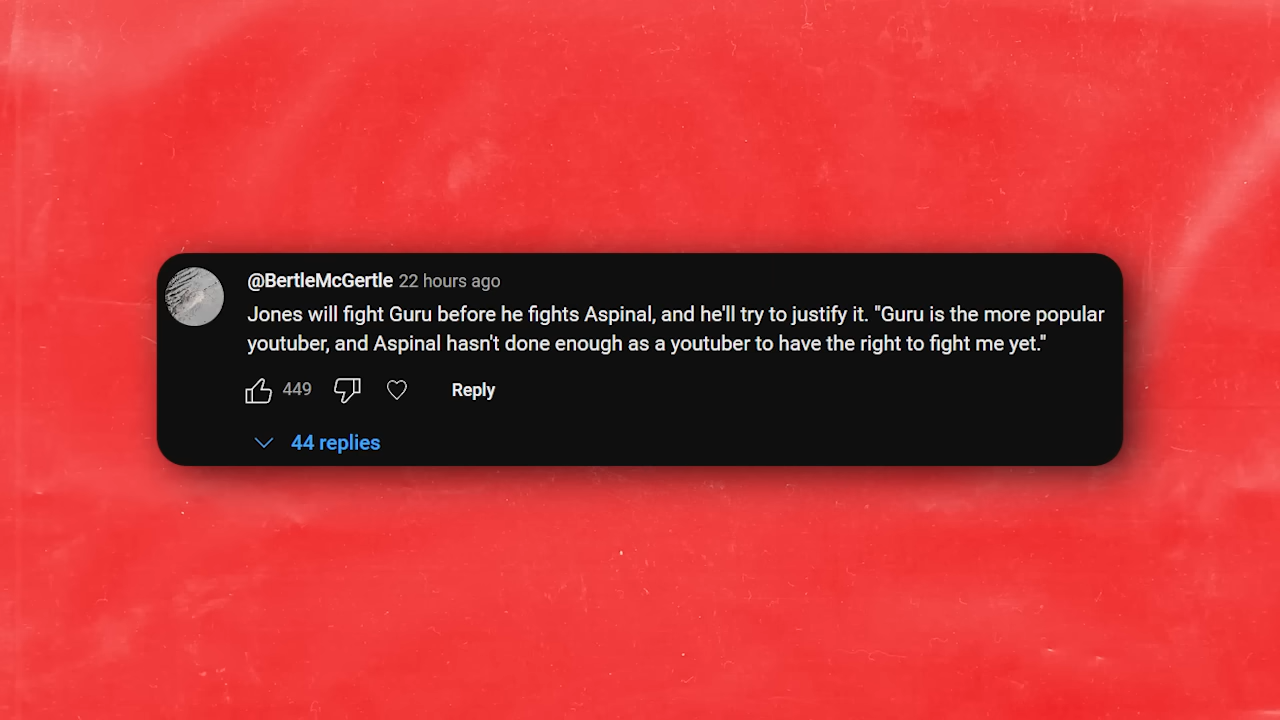 @BertleMcGertle 22 hours ago
Jones will fight Guru before he fights Aspinal, and he'll try to justify it. "Guru is the more popular
youtuber, and Aspinal hasn't done enough as a youtuber to have the right to fight me yet."
449 Reply
44 replies